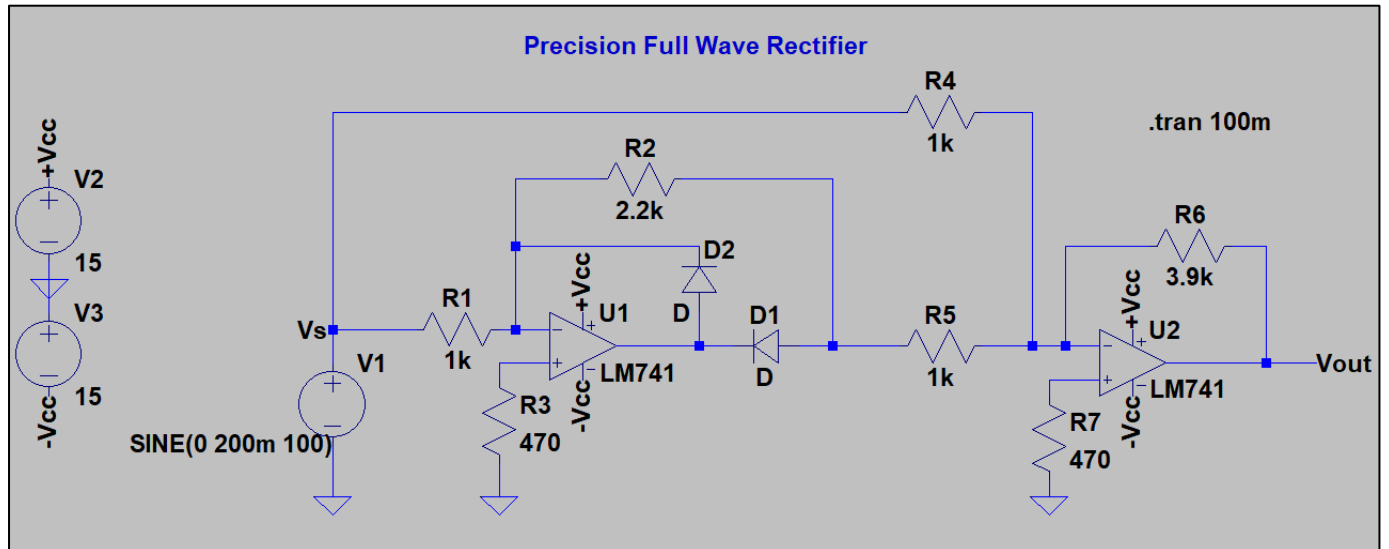 Precision Full Wave Rectifier
R4
1k
.tran 100m
+Vcc
V2
15
V3
15
-Vcc
R2
2.2k
D2
D
R6
3.9k
Vs
R1
1k
+Vcc
U1
LM741
-Vcc
D1
D
R5
1k
+Vcc
U2
LM741
-Vcc
Vout
V1
SINE(0 200m 100)
R3
470
R7
470